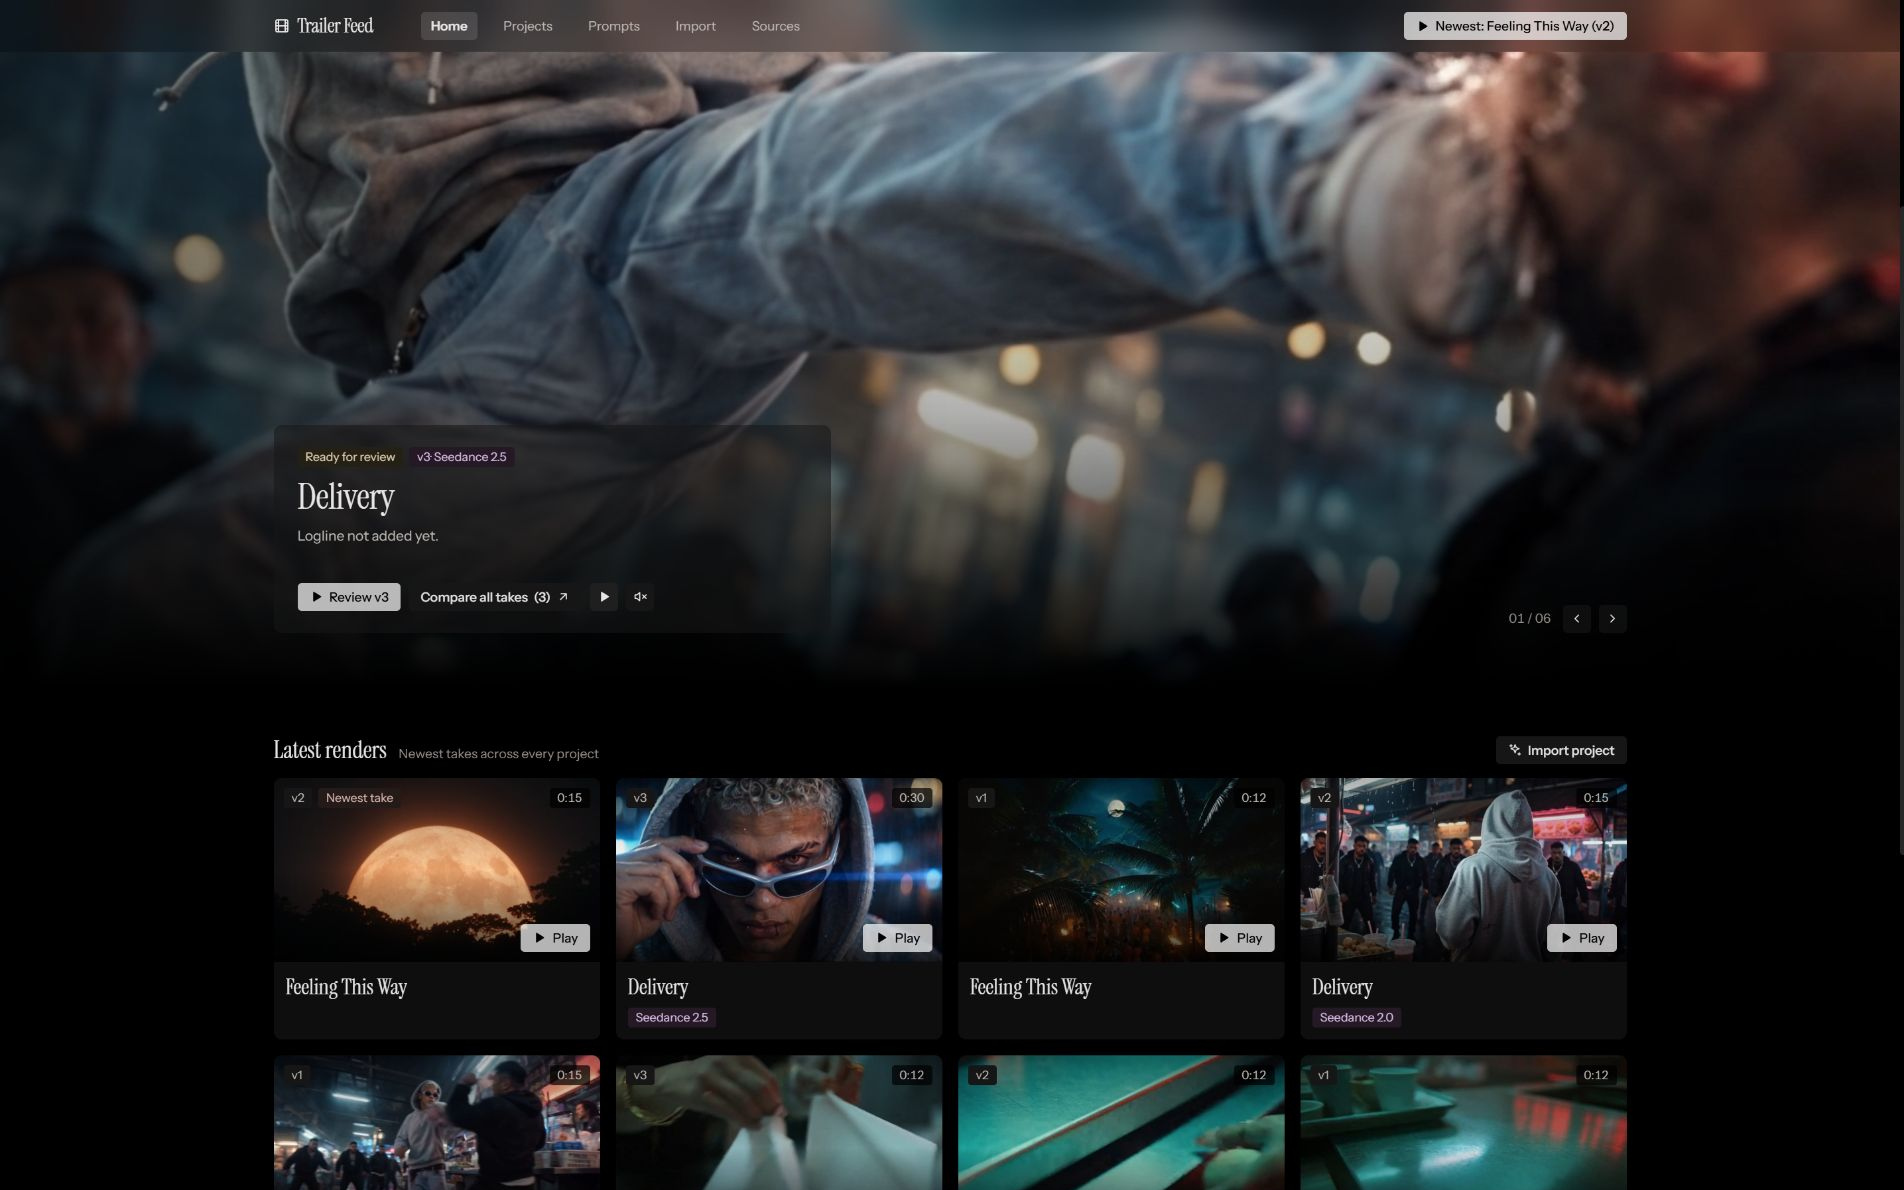 Trailer Feed
Home Projects Prompts Import Sources
Newest: Feeling This Way (v2)
Ready for review v3· Seedance 2.5
Delivery
Logline not added yet.
Review v3 Compare all takes (3)
01 / 06
Latest renders Newest takes across every project
Import project
v2 Newest take 0:15
Play
Feeling This Way
v3 0:30
Play
Delivery
Seedance 2.5
v1 0:12
Play
Feeling This Way
v2 0:15
Play
Delivery
Seedance 2.0
v1 0:15
v3 0:12
v2 0:12
v1 0:12